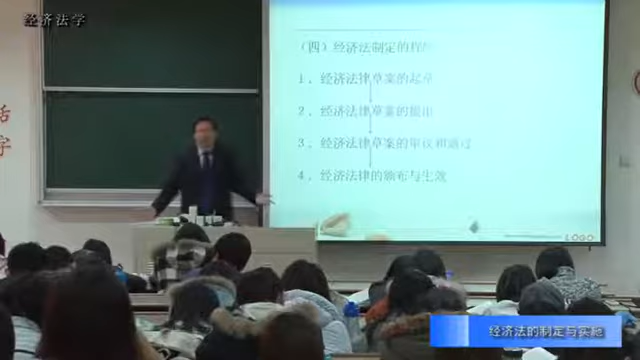 经济法学
（四）经济法制定的程序
1，经济法律草案的起草
2，经济法律草案的提出
3，经济法律草案的审议和通过
4，经济法律的颁布与生效
LOGO
经济法的制定与实施